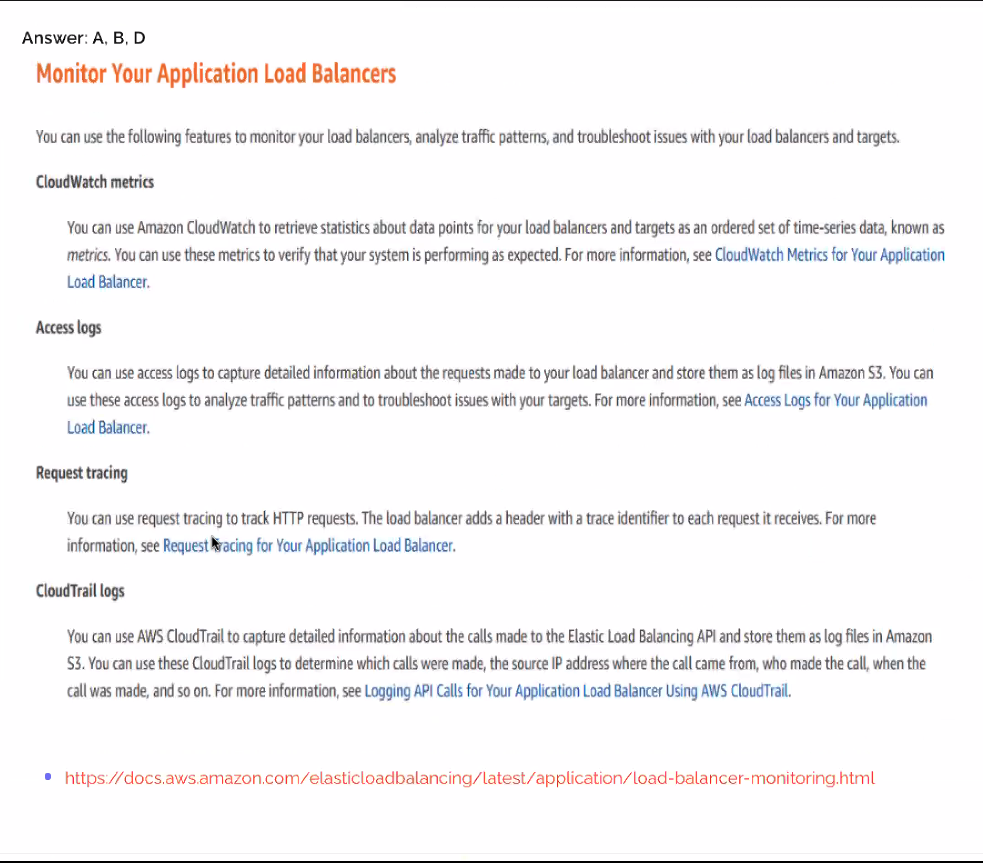 Answer: A, B, D
Monitor Your Application Load Balancers
You can use the following features to monitor your load balancers, analyze traffic patterns, and troubleshoot issues with your load balancers and targets.
CloudWatch metrics
You can use Amazon CloudWatch to retrieve statistics about data points for your load balancers and targets as an ordered set of time-series data, known as
metrics. You can use these metrics to verify that your system is performing as expected. For more information, see CloudWatch Metrics for Your Application
Load Balancer.
Access logs
You can use access logs to capture detailed information about the requests made to your load balancer and store them as log files in Amazon S3. You can
use these access logs to analyze traffic patterns and to troubleshoot issues with your targets. For more information, see Access Logs for Your Application
Load Balancer.
Request tracing
You can use request tracing to track HTTP requests. The load balancer adds a header with a trace identifier to each request it receives. For more
information, see Request Tracing for Your Application Load Balancer.
CloudTrail logs
You can use AWS CloudTrail to capture detailed information about the calls made to the Elastic Load Balancing API and store them as log files in Amazon
S3. You can use these CloudTrail logs to determine which calls were made, the source IP address where the call came from, who made the call, when the
call was made, and so on. For more information, see Logging API Calls for Your Application Load Balancer Using AWS CloudTrail.
• https://docs.aws.amazon.com/elasticloadbalancing/latest/application/load-balancer-monitoring.html